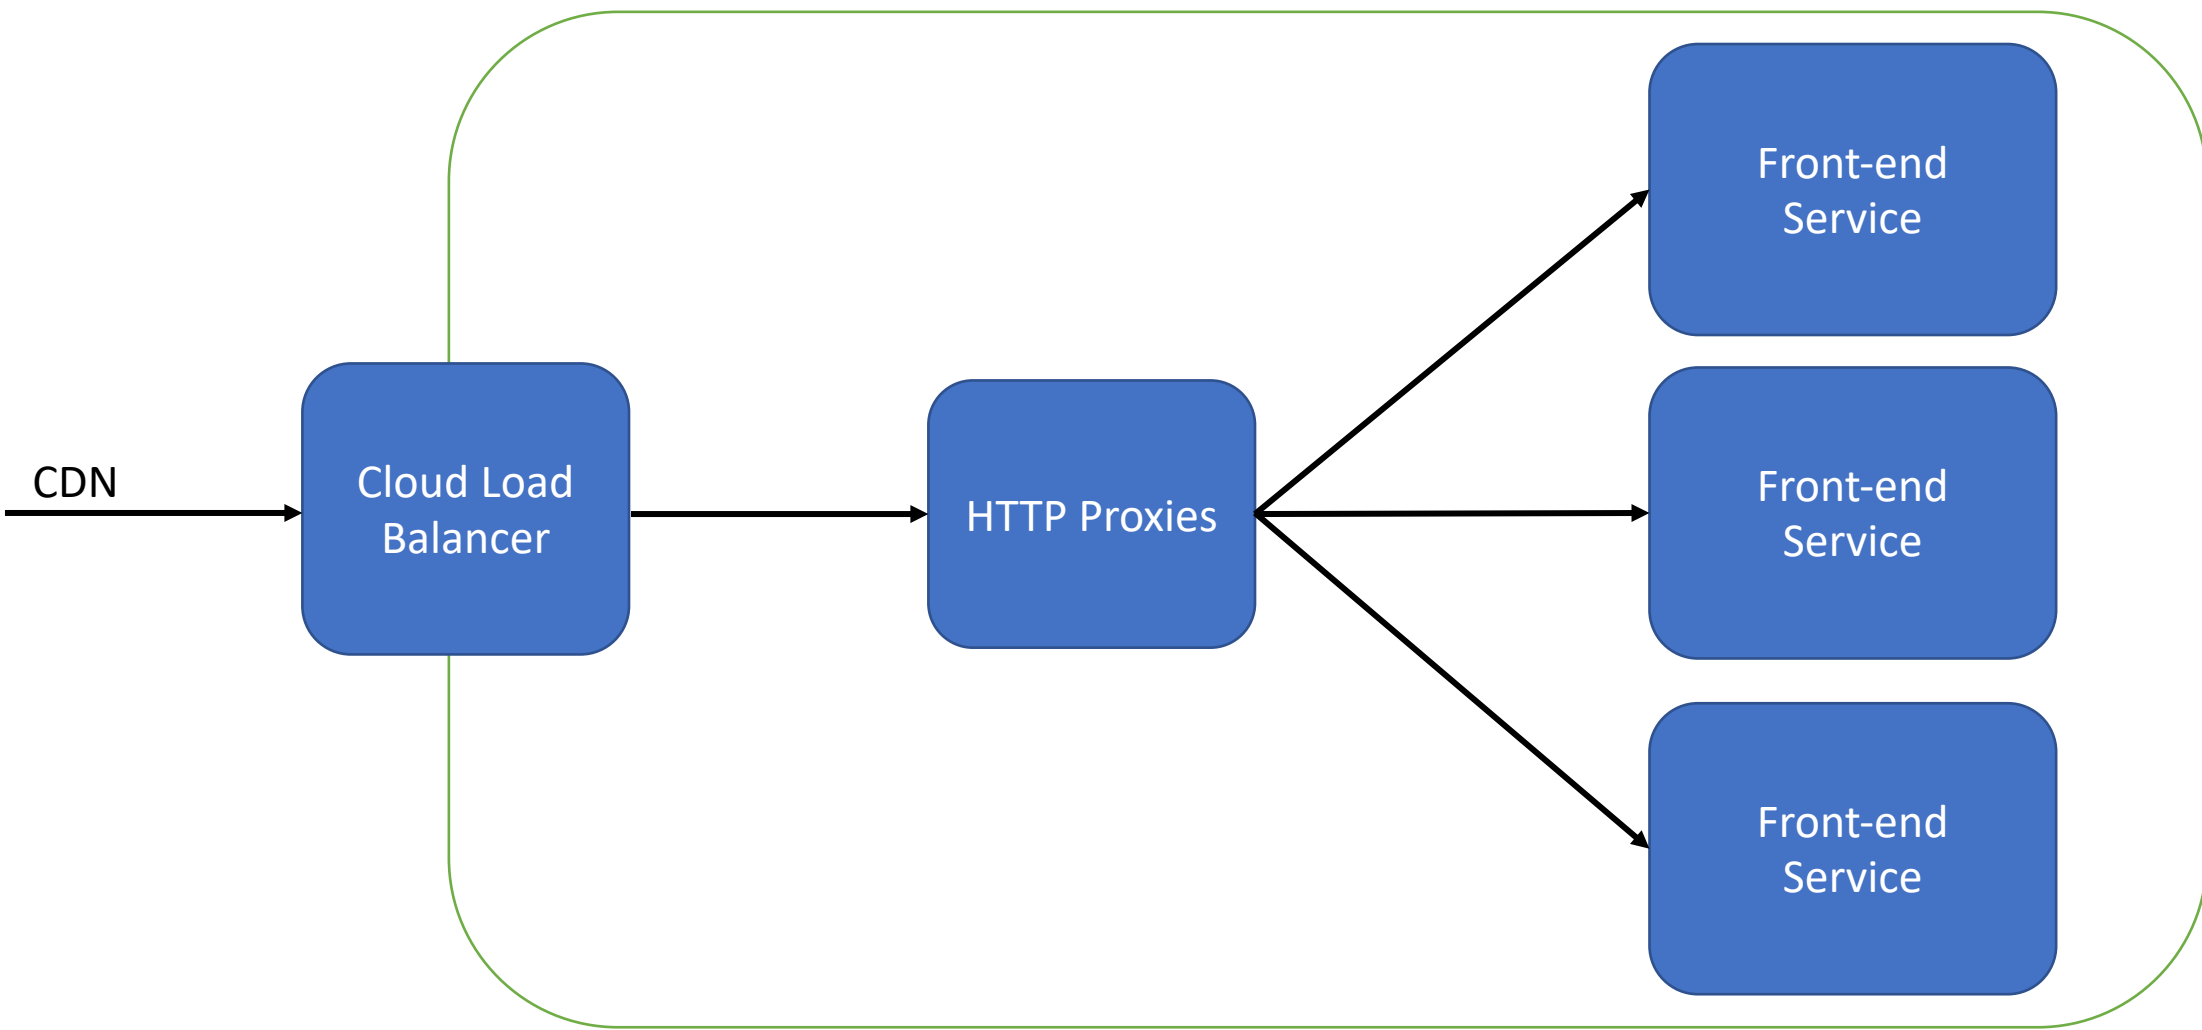 CDN
Cloud Load
Balancer
HTTP Proxies
Front-end
Service
Front-end
Service
Front-end
Service